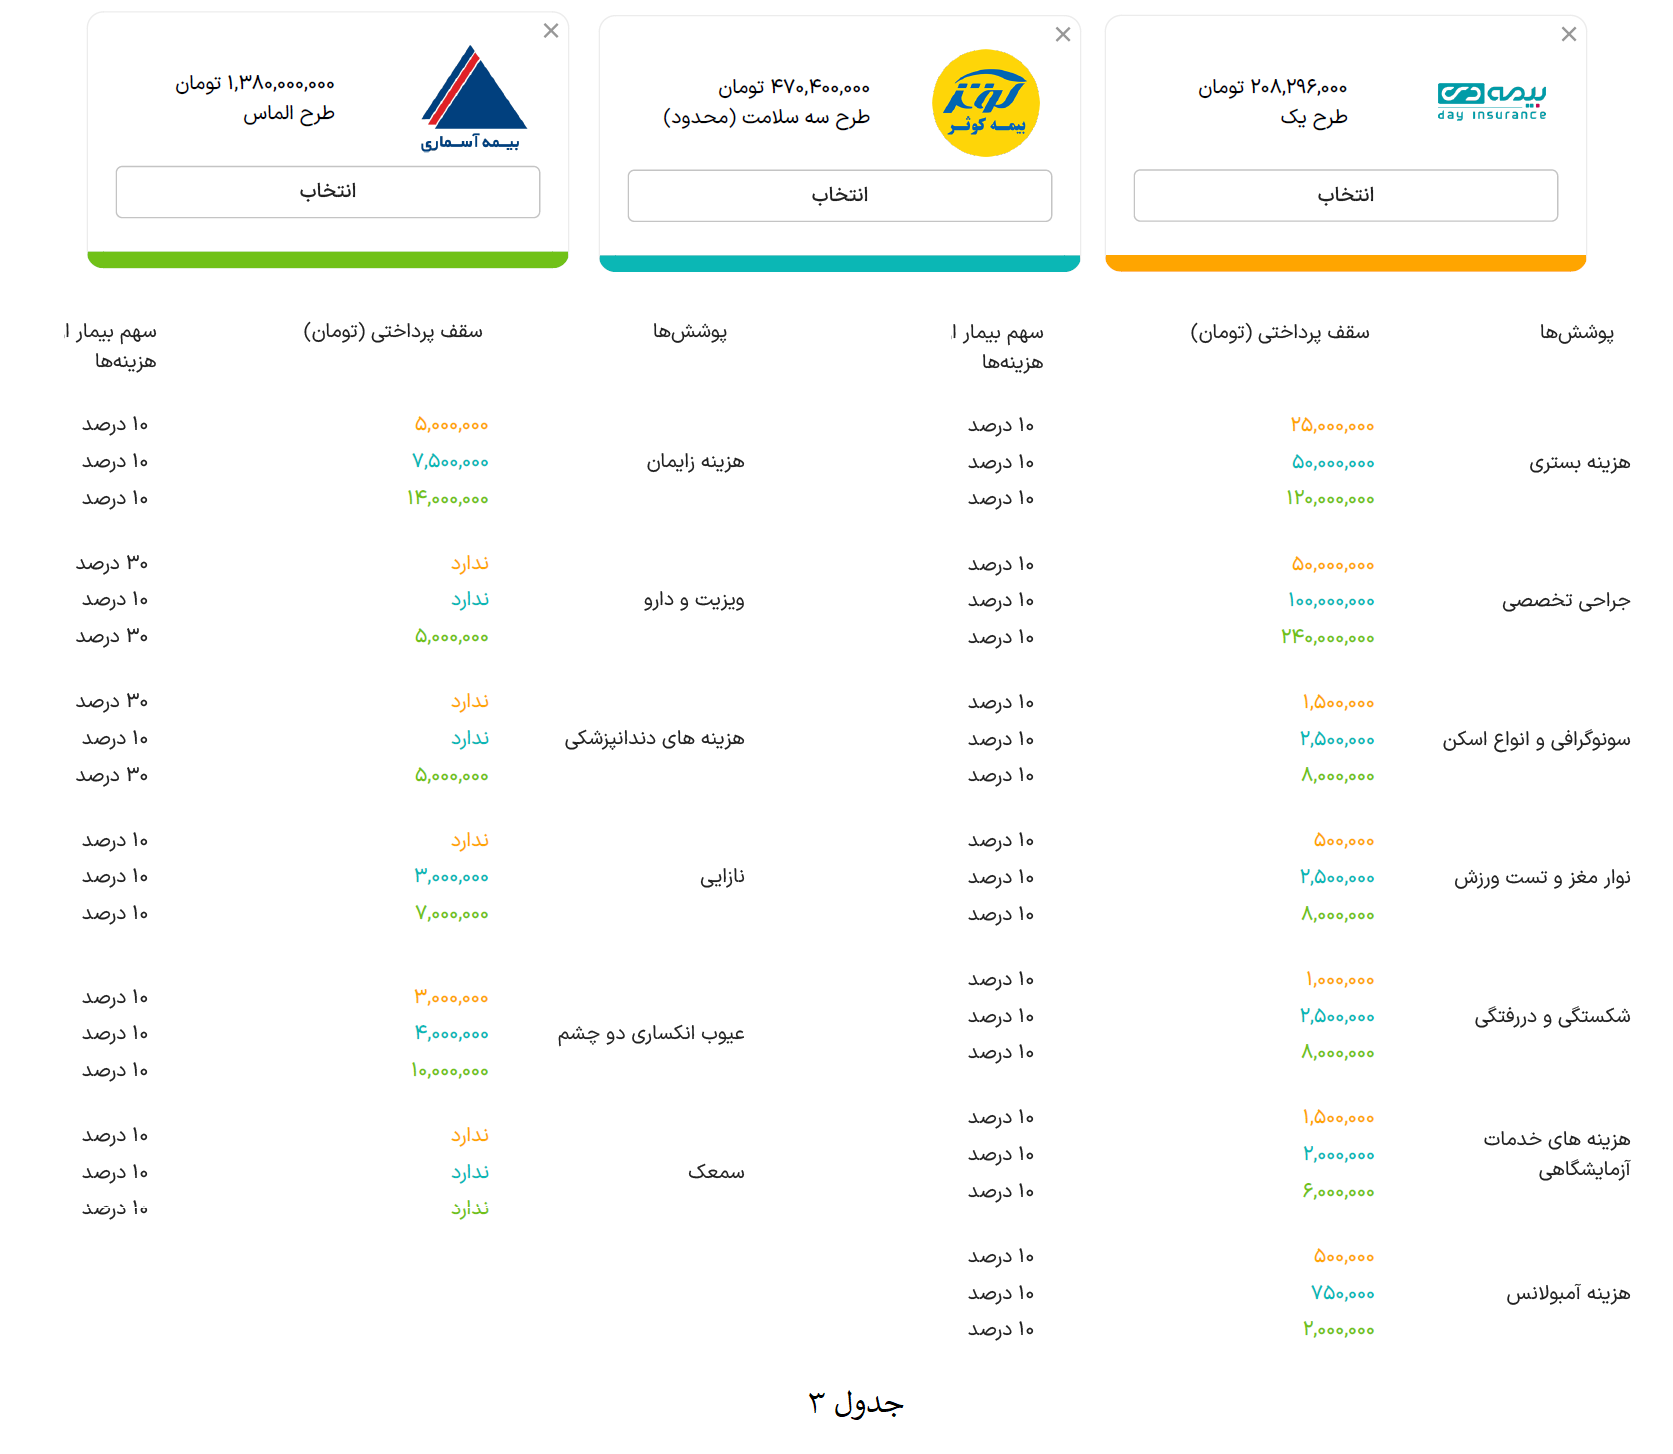 بیمه دی
day insurance
۲۰۸,۲۹۶,۰۰۰ تومان
طرح یک
انتخاب
کوثر
بیمه کوثر
۴۷۰,۴۰۰,۰۰۰ تومان
طرح سه سلامت (محدود)
انتخاب
بیمه آسماری
۱,۳۸۰,۰۰۰,۰۰۰ تومان
طرح الماس
انتخاب
پوشش‌ها سقف پرداختی (تومان) سهم بیمار از
هزینه‌ها
هزینه بستری
۲۵,۰۰۰,۰۰۰ ۱۰ درصد
۵۰,۰۰۰,۰۰۰ ۱۰ درصد
۱۲۰,۰۰۰,۰۰۰ ۱۰ درصد
جراحی تخصصی
۵۰,۰۰۰,۰۰۰ ۱۰ درصد
۱۰۰,۰۰۰,۰۰۰ ۱۰ درصد
۲۴۰,۰۰۰,۰۰۰ ۱۰ درصد
سونوگرافی و انواع اسکن
۱,۵۰۰,۰۰۰ ۱۰ درصد
۲,۵۰۰,۰۰۰ ۱۰ درصد
۸,۰۰۰,۰۰۰ ۱۰ درصد
نوار مغز و تست ورزش
۵۰۰,۰۰۰ ۱۰ درصد
۲,۵۰۰,۰۰۰ ۱۰ درصد
۸,۰۰۰,۰۰۰ ۱۰ درصد
شکستگی و دررفتگی
۱,۰۰۰,۰۰۰ ۱۰ درصد
۲,۵۰۰,۰۰۰ ۱۰ درصد
۸,۰۰۰,۰۰۰ ۱۰ درصد
هزینه های خدمات
آزمایشگاهی
۱,۵۰۰,۰۰۰ ۱۰ درصد
۲,۰۰۰,۰۰۰ ۱۰ درصد
۶,۰۰۰,۰۰۰ ۱۰ درصد
هزینه آمبولانس
۵۰۰,۰۰۰ ۱۰ درصد
۷۵۰,۰۰۰ ۱۰ درصد
۲,۰۰۰,۰۰۰ ۱۰ درصد
پوشش‌ها سقف پرداختی (تومان) سهم بیمار از
هزینه‌ها
هزینه زایمان
۵,۰۰۰,۰۰۰ ۱۰ درصد
۷,۵۰۰,۰۰۰ ۱۰ درصد
۱۴,۰۰۰,۰۰۰ ۱۰ درصد
ویزیت و دارو
ندارد ۳۰ درصد
ندارد ۱۰ درصد
۵,۰۰۰,۰۰۰ ۳۰ درصد
هزینه های دندانپزشکی
ندارد ۳۰ درصد
ندارد ۱۰ درصد
۵,۰۰۰,۰۰۰ ۳۰ درصد
نازایی
ندارد ۱۰ درصد
۳,۰۰۰,۰۰۰ ۱۰ درصد
۷,۰۰۰,۰۰۰ ۱۰ درصد
عیوب انکساری دو چشم
۳,۰۰۰,۰۰۰ ۱۰ درصد
۴,۰۰۰,۰۰۰ ۱۰ درصد
۱۰,۰۰۰,۰۰۰ ۱۰ درصد
سمعک
ندارد ۱۰ درصد
ندارد ۱۰ درصد
ندارد ۱۰ درصد
جدول ۳